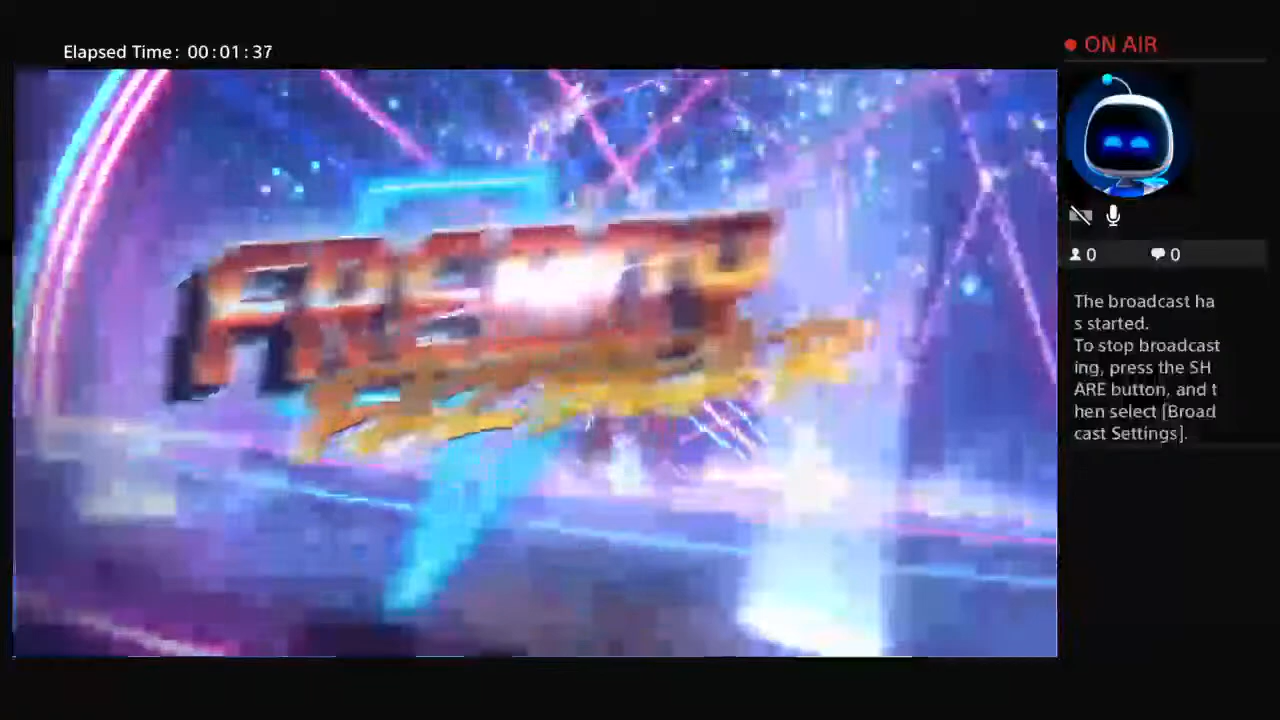 Elapsed Time: 00:01:37
ON AIR
0 0
The broadcast ha
s started.
To stop broadcast
ing, press the SH
ARE button, and t
hen select [Broad
cast Settings].